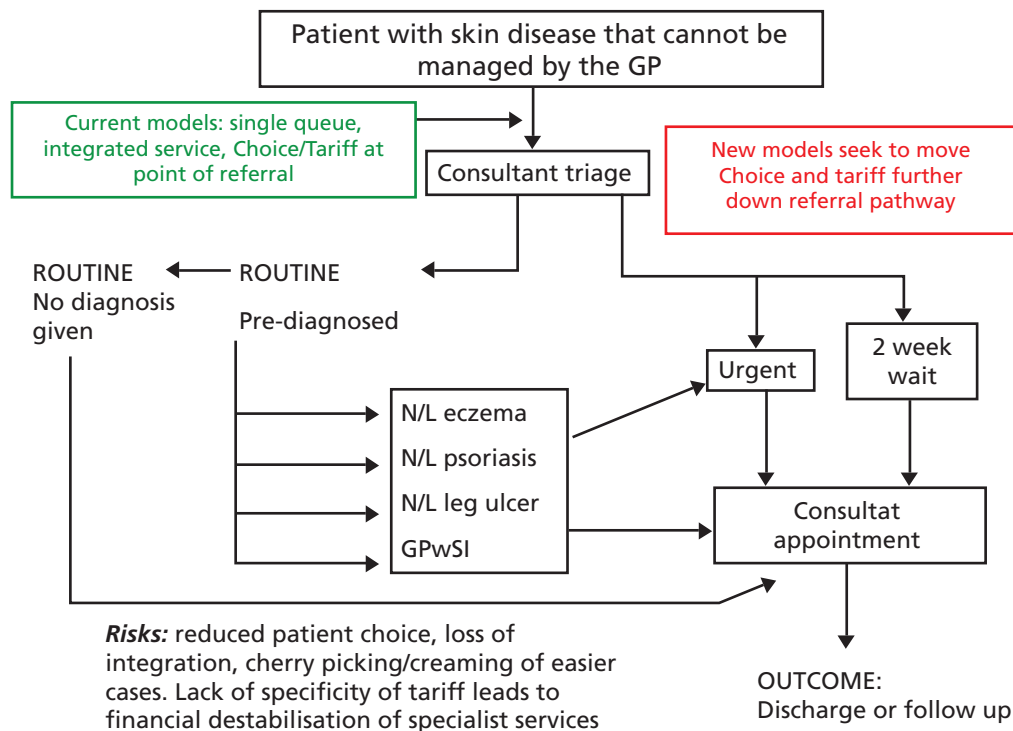 Patient with skin disease that cannot be
managed by the GP
Current models: single queue,
integrated service, Choice/Tariff at
point of referral
New models seek to move
Choice and tariff further
down referral pathway
Consultant triage
ROUTINE
No diagnosis
given
ROUTINE
Pre-diagnosed
Urgent
2 week
wait
N/L eczema
N/L psoriasis
N/L leg ulcer
GPwSI
Consultat
appointment
Risks: reduced patient choice, loss of
integration, cherry picking/creaming of easier
cases. Lack of specificity of tariff leads to
financial destabilisation of specialist services
OUTCOME:
Discharge or follow up